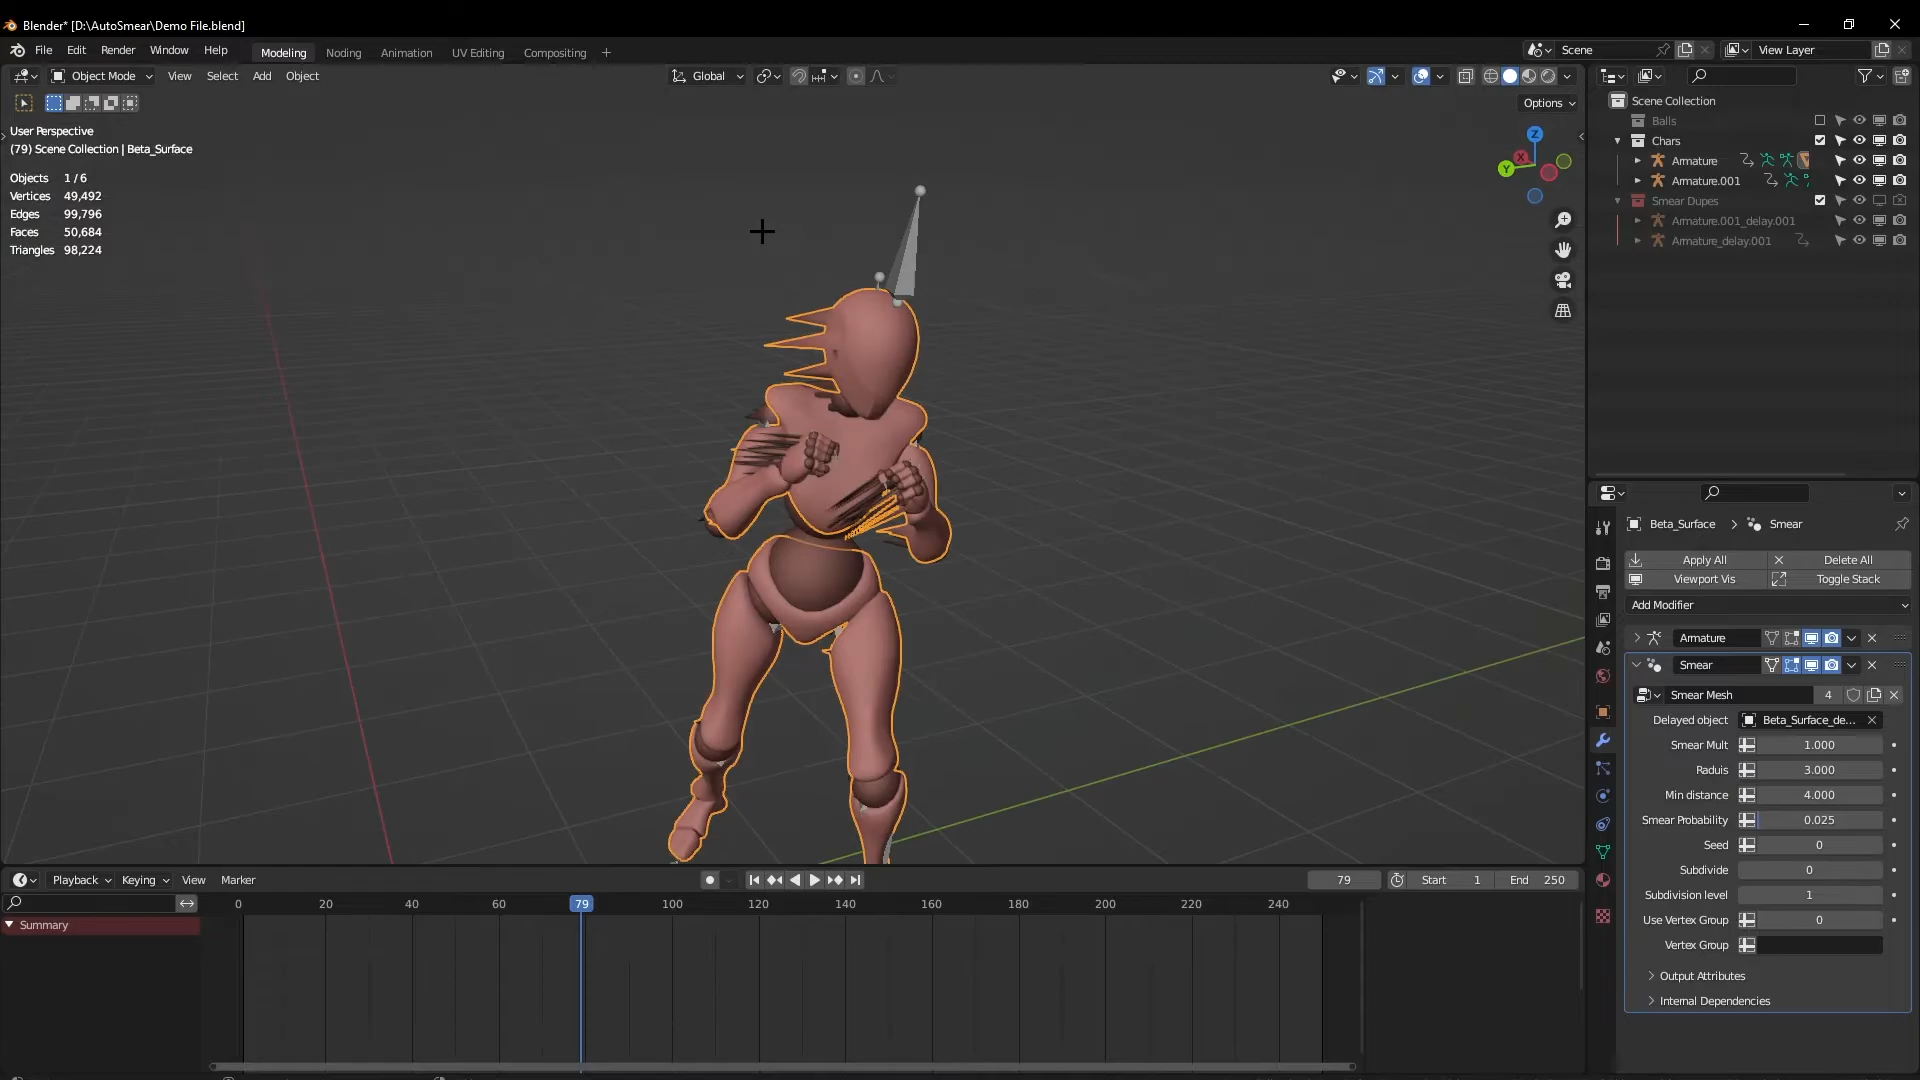 Blender* [D:\AutoSmear\Demo File.blend]
File Edit Render Window Help Modeling Noding Animation UV Editing Compositing + Scene View Layer
Object Mode View Select Add Object Global
Options
User Perspective
(79) Scene Collection | Beta_Surface
Objects 1 / 6
Vertices 49,492
Edges 99,796
Faces 50,684
Triangles 98,224
Z
X
Y
Scene Collection
Balls
Chars
Armature
Armature.001
Smear Dupes
Armature.001_delay.001
Armature_delay.001
Beta_Surface > Smear
Apply All Delete All
Viewport Vis Toggle Stack
Add Modifier
Armature
Smear
Smear Mesh 4
Delayed object Beta_Surface_de...
Smear Mult 1.000
Raduis 3.000
Min distance 4.000
Smear Probability 0.025
Seed 0
Subdivide 0
Subdivision level 1
Use Vertex Group 0
Vertex Group
Output Attributes
Internal Dependencies
Playback Keying View Marker 79 Start 1 End 250
0 20 40 60 79 100 120 140 160 180 200 220 240
Summary